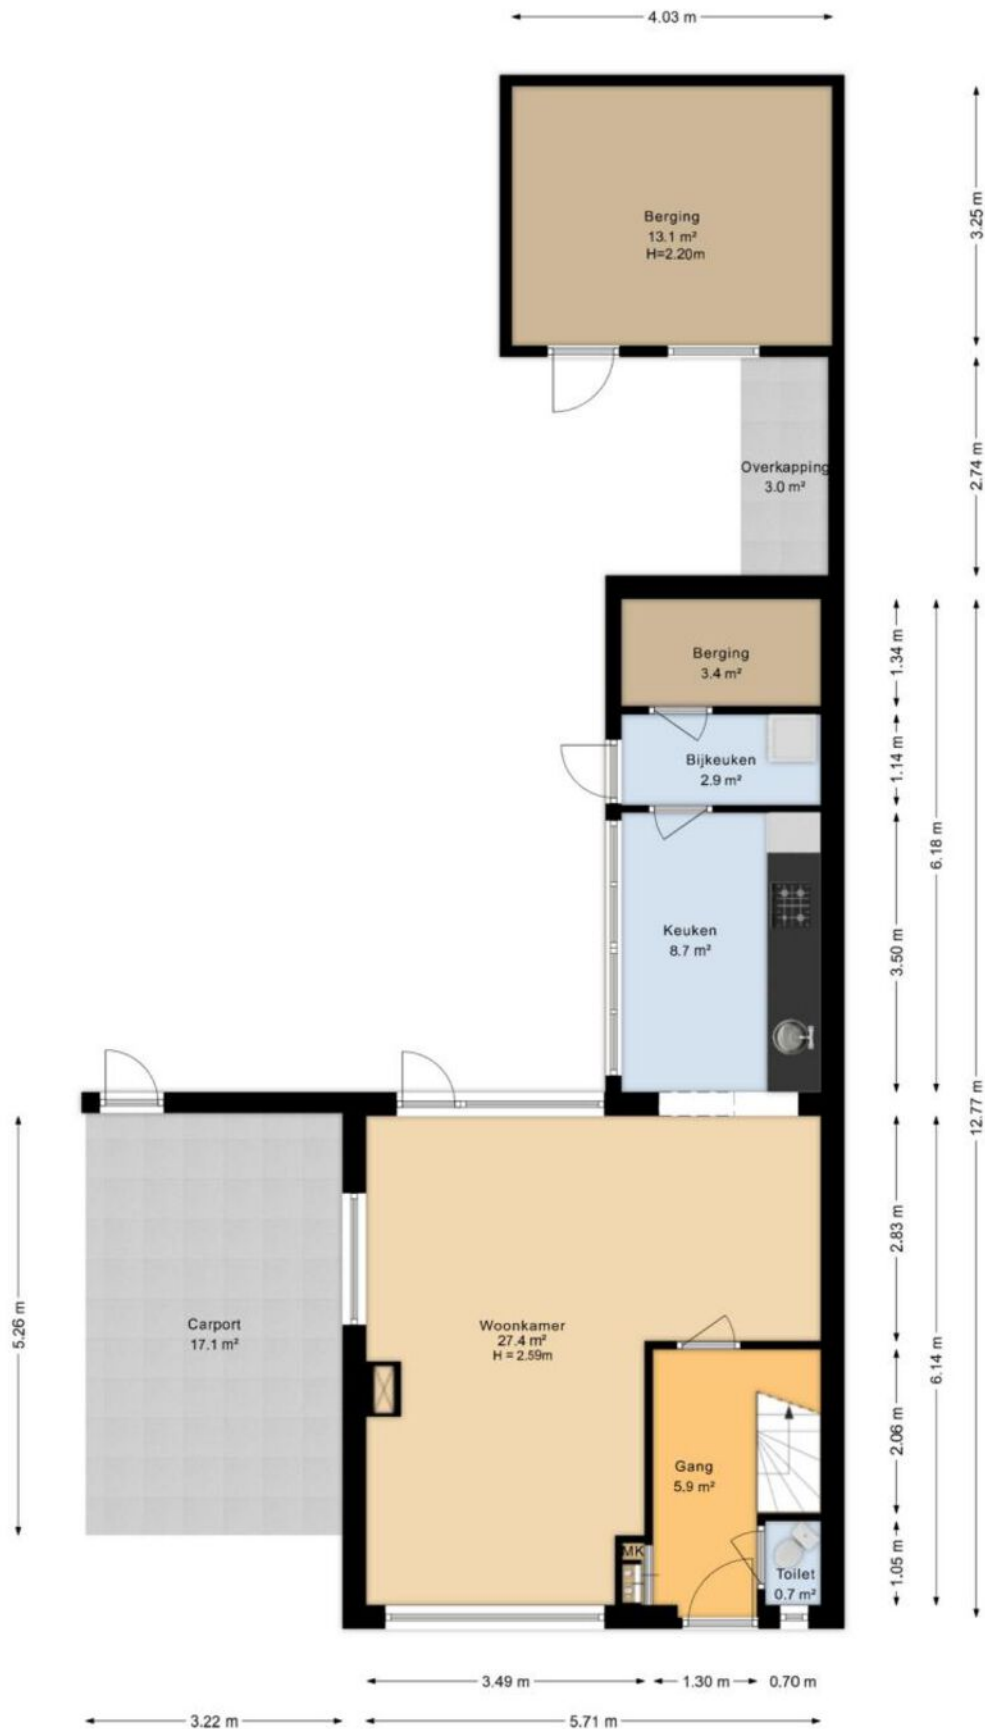 4.03 m
Berging
13.1 m²
H=2.20m
3.25 m
Overkapping
3.0 m²
2.74 m
Berging
3.4 m²
1.34 m
Bijkeuken
2.9 m²
1.14 m
6.18 m
Keuken
8.7 m²
3.50 m
12.77 m
2.83 m
5.26 m
Carport
17.1 m²
Woonkamer
27.4 m²
H = 2.59m
6.14 m
2.06 m
Gang
5.9 m²
MK
1.05 m
Toilet
0.7 m²
3.49 m
1.30 m
0.70 m
3.22 m
5.71 m